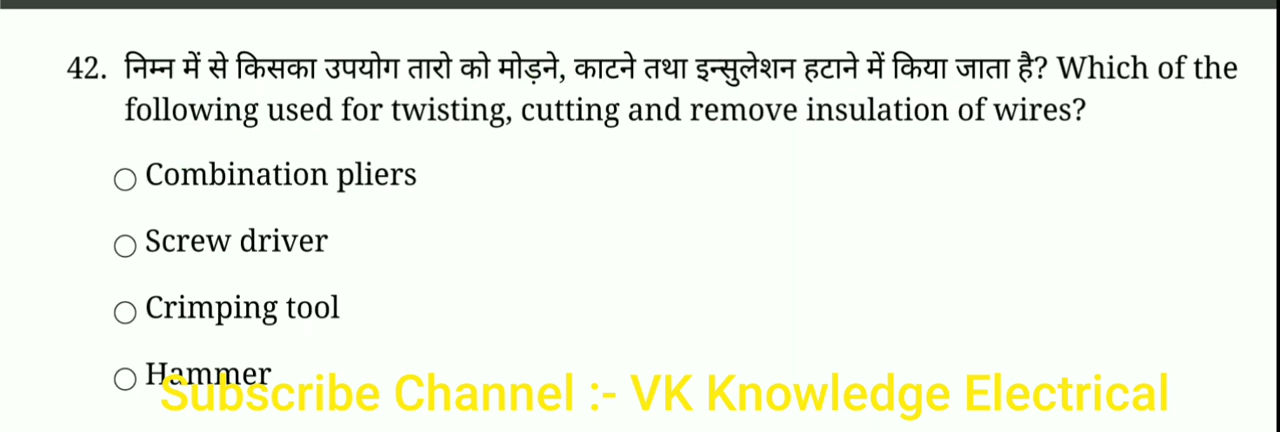 42. निम्न में से किसका उपयोग तारो को मोड़ने, काटने तथा इन्सुलेशन हटाने में किया जाता है? Which of the
following used for twisting, cutting and remove insulation of wires?
Combination pliers
Screw driver
Crimping tool
Hammer
Subscribe Channel :- VK Knowledge Electrical